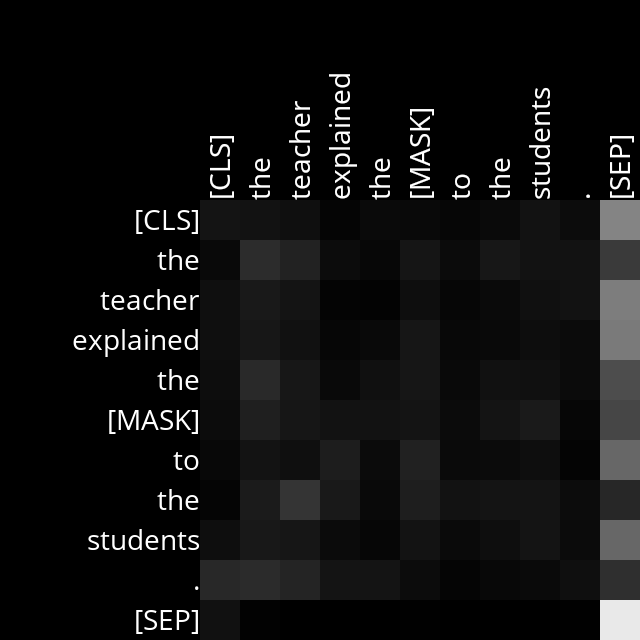 [CLS] the teacher explained the [MASK] to the students . [SEP]
[CLS]
the
teacher
explained
the
[MASK]
to
the
students
.
[SEP]